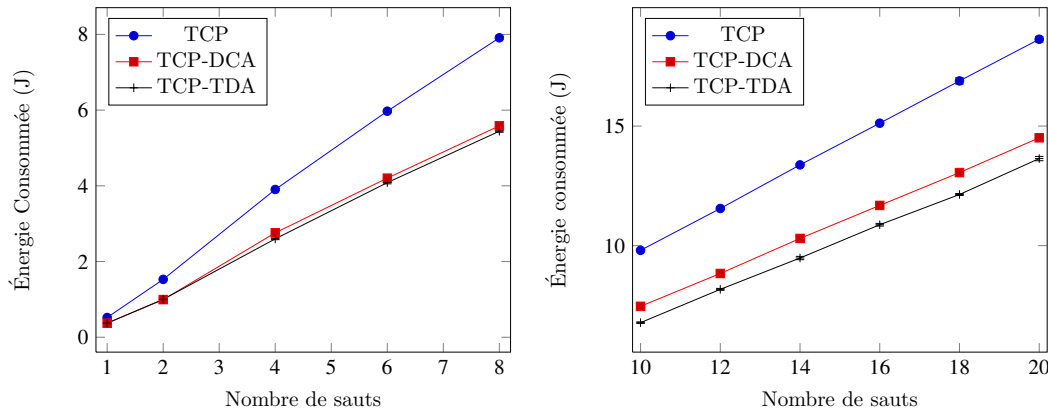 TCP
TCP-DCA
TCP-TDA
Énergie Consommée (J)
8
6
4
2
0
1 2 3 4 5 6 7 8
Nombre de sauts
TCP
TCP-DCA
TCP-TDA
Énergie consommée (J)
15
10
10 12 14 16 18 20
Nombre de sauts